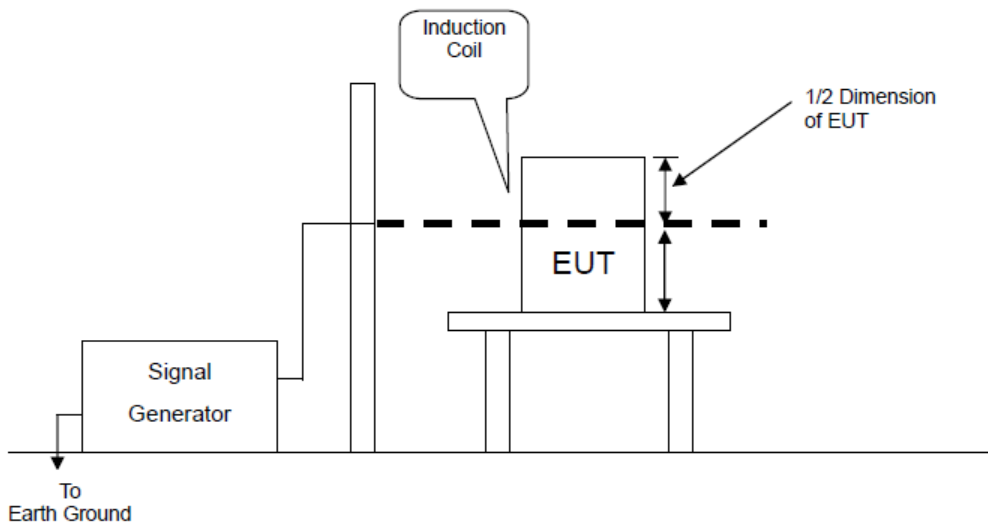 Induction
Coil
1/2 Dimension
of EUT
EUT
Signal
Generator
To
Earth Ground